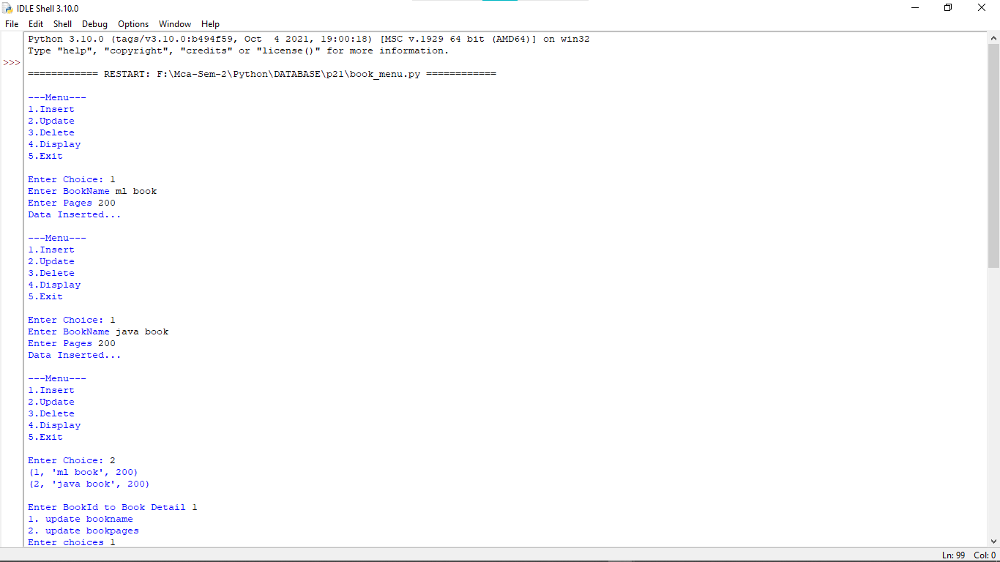 IDLE Shell 3.10.0
File Edit Shell Debug Options Window Help
Python 3.10.0 (tags/v3.10.0:b494f59, Oct  4 2021, 19:00:18) [MSC v.1929 64 bit (AMD64)] on win32
Type "help", "copyright", "credits" or "license()" for more information.
>>>
============ RESTART: F:\Mca-Sem-2\Python\DATABASE\p21\book_menu.py ============
---Menu---
1.Insert
2.Update
3.Delete
4.Display
5.Exit
Enter Choice: 1
Enter BookName ml book
Enter Pages 200
Data Inserted...
---Menu---
1.Insert
2.Update
3.Delete
4.Display
5.Exit
Enter Choice: 1
Enter BookName java book
Enter Pages 200
Data Inserted...
---Menu---
1.Insert
2.Update
3.Delete
4.Display
5.Exit
Enter Choice: 2
(1, 'ml book', 200)
(2, 'java book', 200)
Enter BookId to Book Detail 1
1. update bookname
2. update bookpages
Enter choices 1
Ln: 99 Col: 0